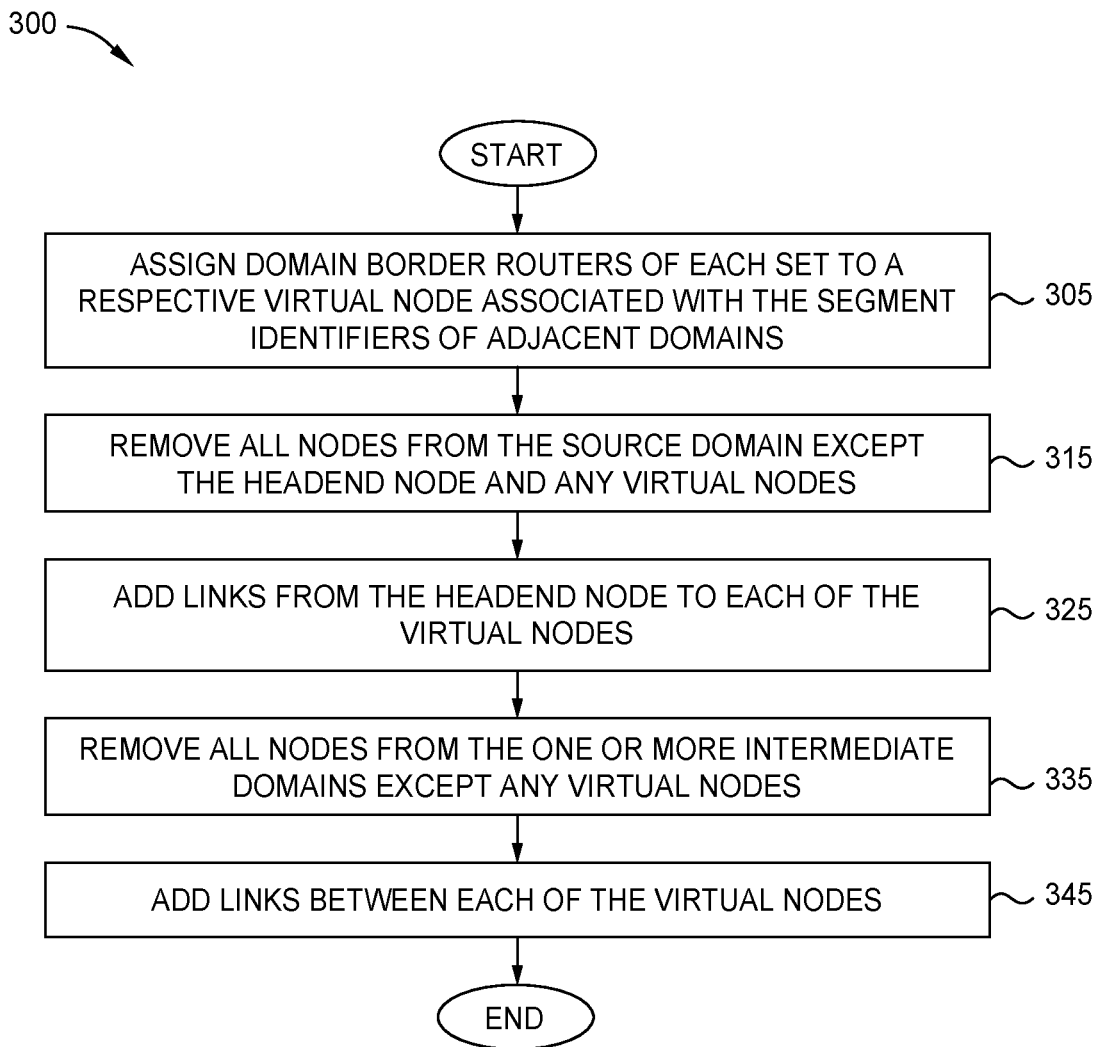 300
START
ASSIGN DOMAIN BORDER ROUTERS OF EACH SET TO A
RESPECTIVE VIRTUAL NODE ASSOCIATED WITH THE SEGMENT
IDENTIFIERS OF ADJACENT DOMAINS
305
REMOVE ALL NODES FROM THE SOURCE DOMAIN EXCEPT
THE HEADEND NODE AND ANY VIRTUAL NODES
315
ADD LINKS FROM THE HEADEND NODE TO EACH OF THE
VIRTUAL NODES
325
REMOVE ALL NODES FROM THE ONE OR MORE INTERMEDIATE
DOMAINS EXCEPT ANY VIRTUAL NODES
335
ADD LINKS BETWEEN EACH OF THE VIRTUAL NODES
345
END